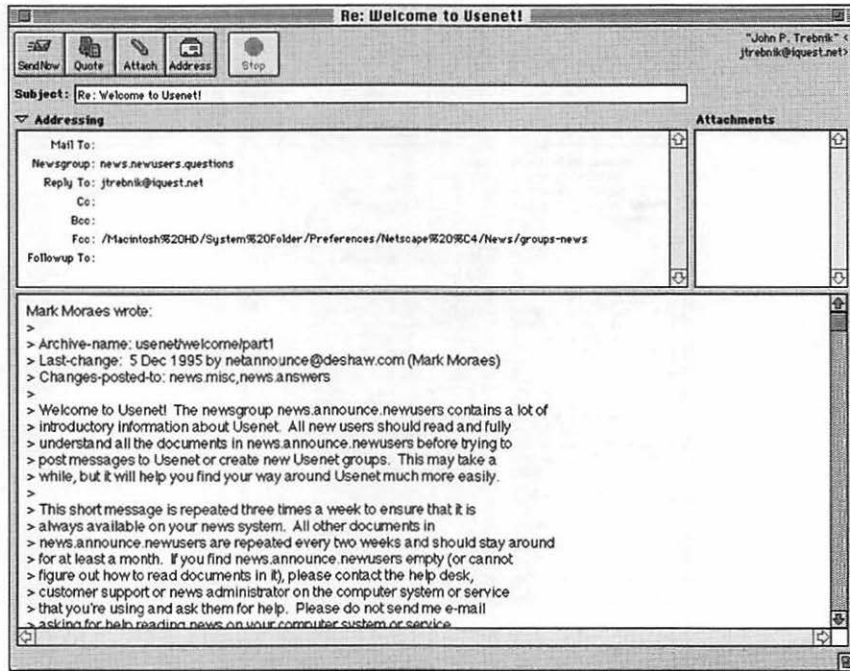 Re: Welcome to Usenet!
Send Now Quote Attach Address Stop
"John P. Trebnik" <
jtrebnik@iquest.net>
Subject: Re: Welcome to Usenet!
Addressing
Attachments
Mail To:
Newsgroup: news.newusers.questions
Reply To: jtrebnik@iquest.net
Cc:
Bcc:
Fcc: /Macintosh%20HD/System%20Folder/Preferences/Netscape%20%C4/News/groups-news
Followup To:
Mark Moraes wrote:
>
> Archive-name: usenet/welcome/part1
> Last-change: 5 Dec 1995 by netannounce@deshaw.com (Mark Moraes)
> Changes-posted-to: news.misc,news.answers
>
> Welcome to Usenet! The newsgroup news.announce.newusers contains a lot of
> introductory information about Usenet. All new users should read and fully
> understand all the documents in news.announce.newusers before trying to
> post messages to Usenet or create new Usenet groups. This may take a
> while, but it will help you find your way around Usenet much more easily.
>
> This short message is repeated three times a week to ensure that it is
> always available on your news system. All other documents in
> news.announce.newusers are repeated every two weeks and should stay around
> for at least a month. If you find news.announce.newusers empty (or cannot
> figure out how to read documents in it), please contact the help desk,
> customer support or news administrator on the computer system or service
> that you're using and ask them for help. Please do not send me e-mail
> asking for help reading news on your computer system or service